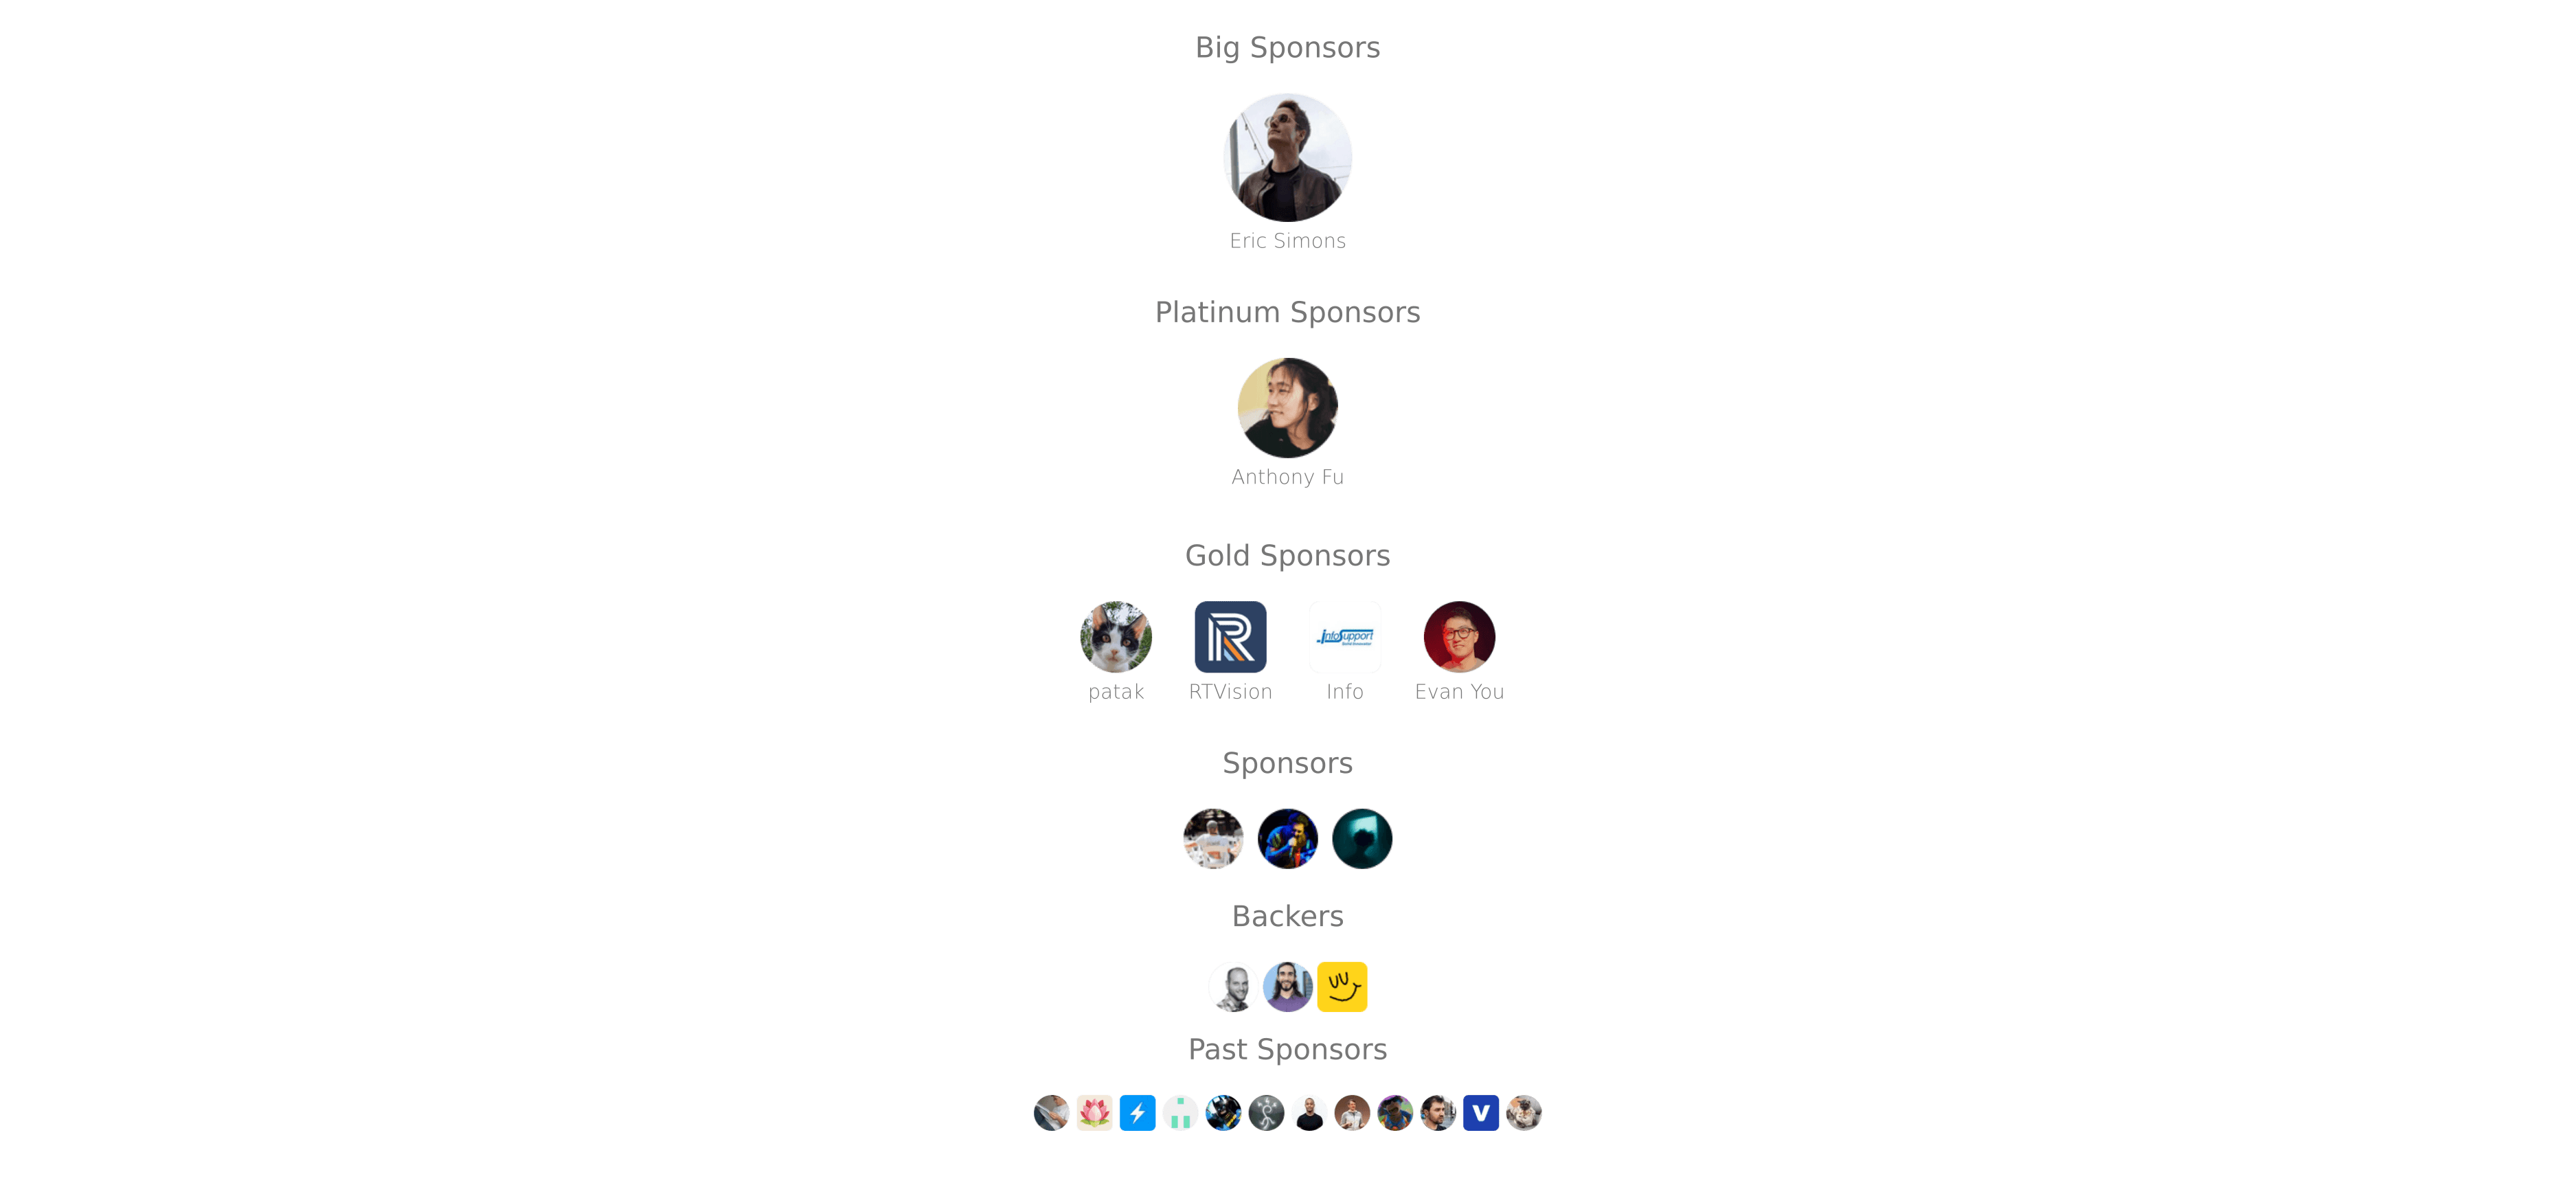 Big Sponsors
Eric Simons
Platinum Sponsors
Anthony Fu
Gold Sponsors
R
infoSupport
patak RTVision Info Evan You
Sponsors
Backers
Past Sponsors
V